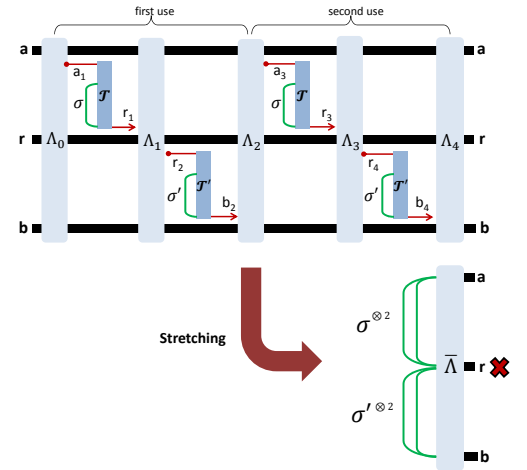 first use
second use
a a
a₁ a₃
σ 𝓣 σ 𝓣
r₁ r₃
r Λ₀ Λ₁ Λ₂ Λ₃ Λ₄ r
r₂ r₄
σ′ 𝓣′ σ′ 𝓣′
b₂ b₄
b b
a
σ^⊗2
Stretching
Λ̅ r
σ′^⊗2
b